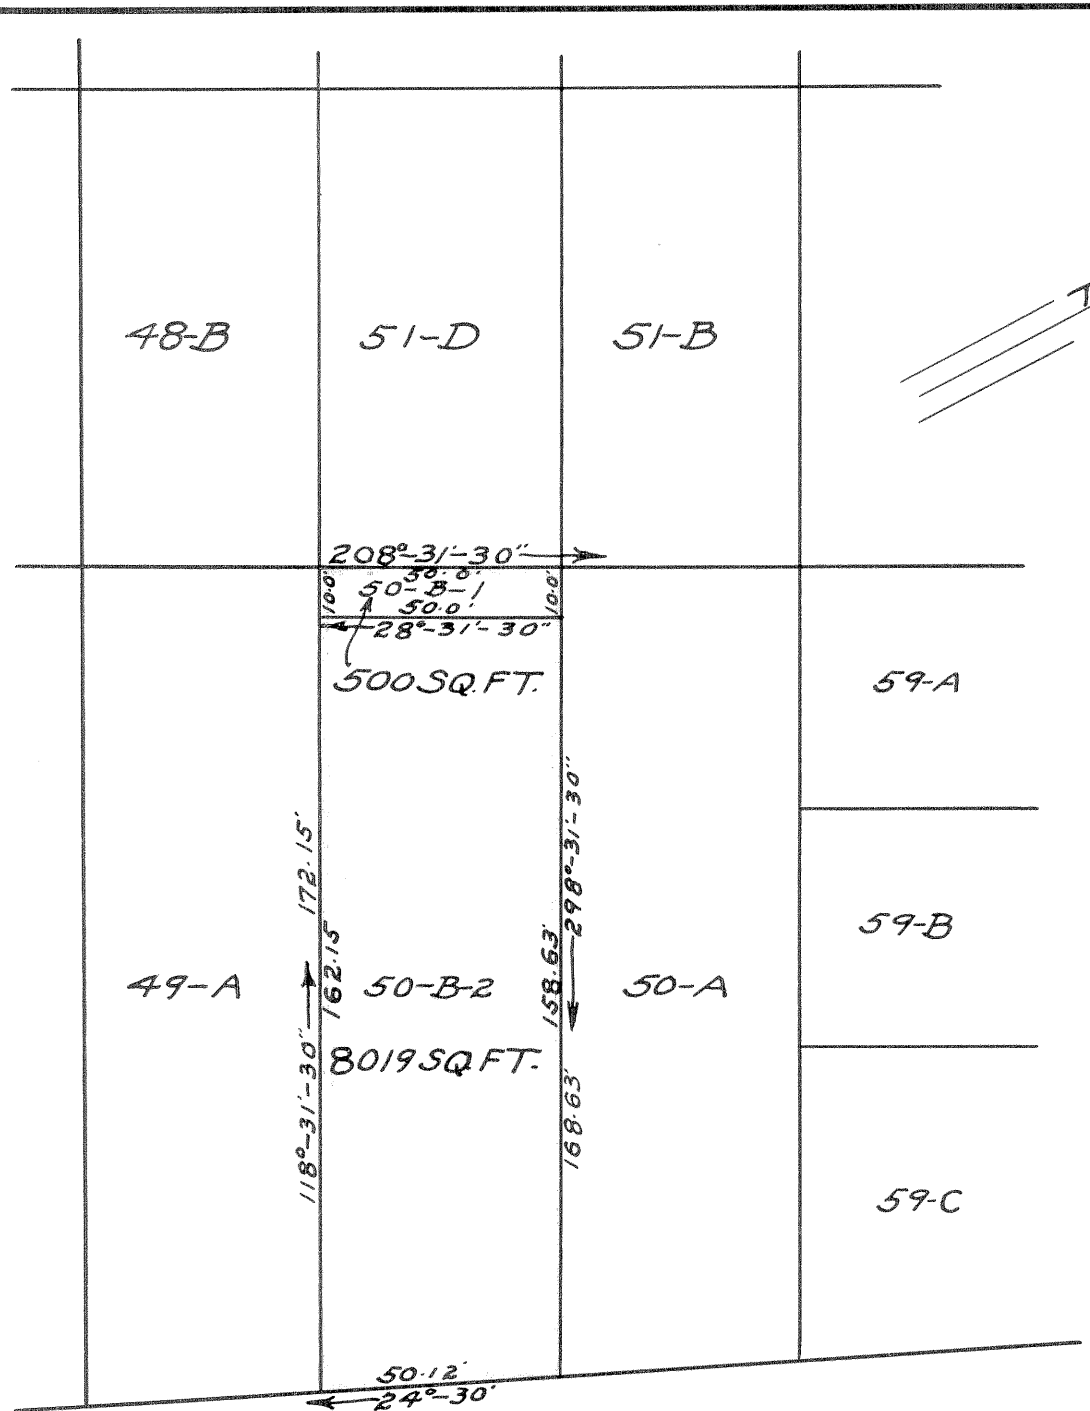 48-B
51-D
51-B
208°-31'-30"
50.0'
10.0'
50-B-1
10.0'
50.0'
28°-31'-30"
500 SQ. FT.
59-A
118°-31'-30" 172.15'
162.15
50-B-2
8019 SQ. FT.
158.63'
298°-31'-30"
168.63'
49-A
50-A
59-B
59-C
50.12'
24°-30'